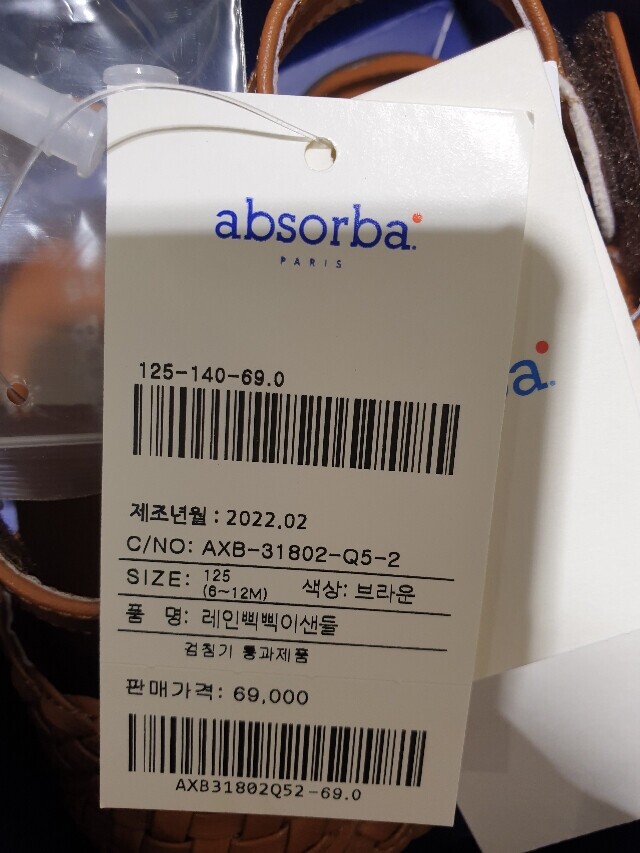 absorba.
PARIS
125-140-69.0
제조년월 : 2022.02
C/NO: AXB-31802-Q5-2
SIZE: 125 (6~12M) 색상: 브라운
품 명: 레인삑삑이샌들
검침기 통과제품
판매가격: 69,000
AXB31802Q52-69.0
a.